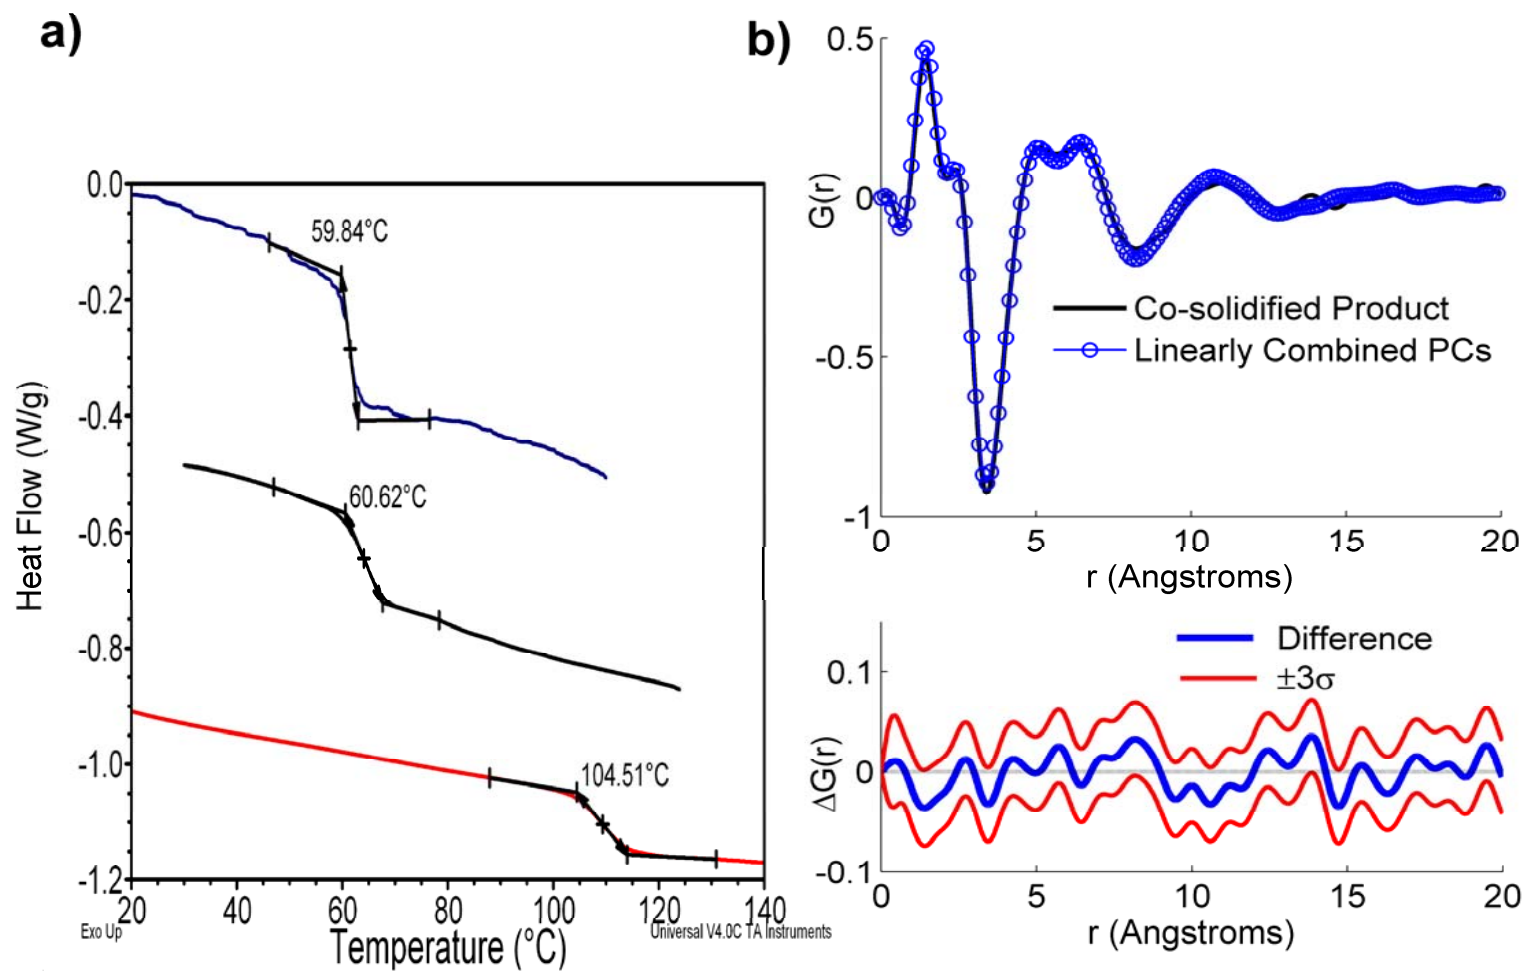 a)
0.0
-0.2
-0.4
-0.6
-0.8
-1.0
-1.2
Heat Flow (W/g)
59.84°C
60.62°C
104.51°C
20 40 60 80 100 120 140
Exo Up
Temperature (°C)
Universal V4.0C TA Instruments
b)
0.5
0
-0.5
-1
G(r)
Co-solidified Product
Linearly Combined PCs
0 5 10 15 20
r (Angstroms)
Difference
±3σ
0.1
0
-0.1
ΔG(r)
0 5 10 15 20
r (Angstroms)